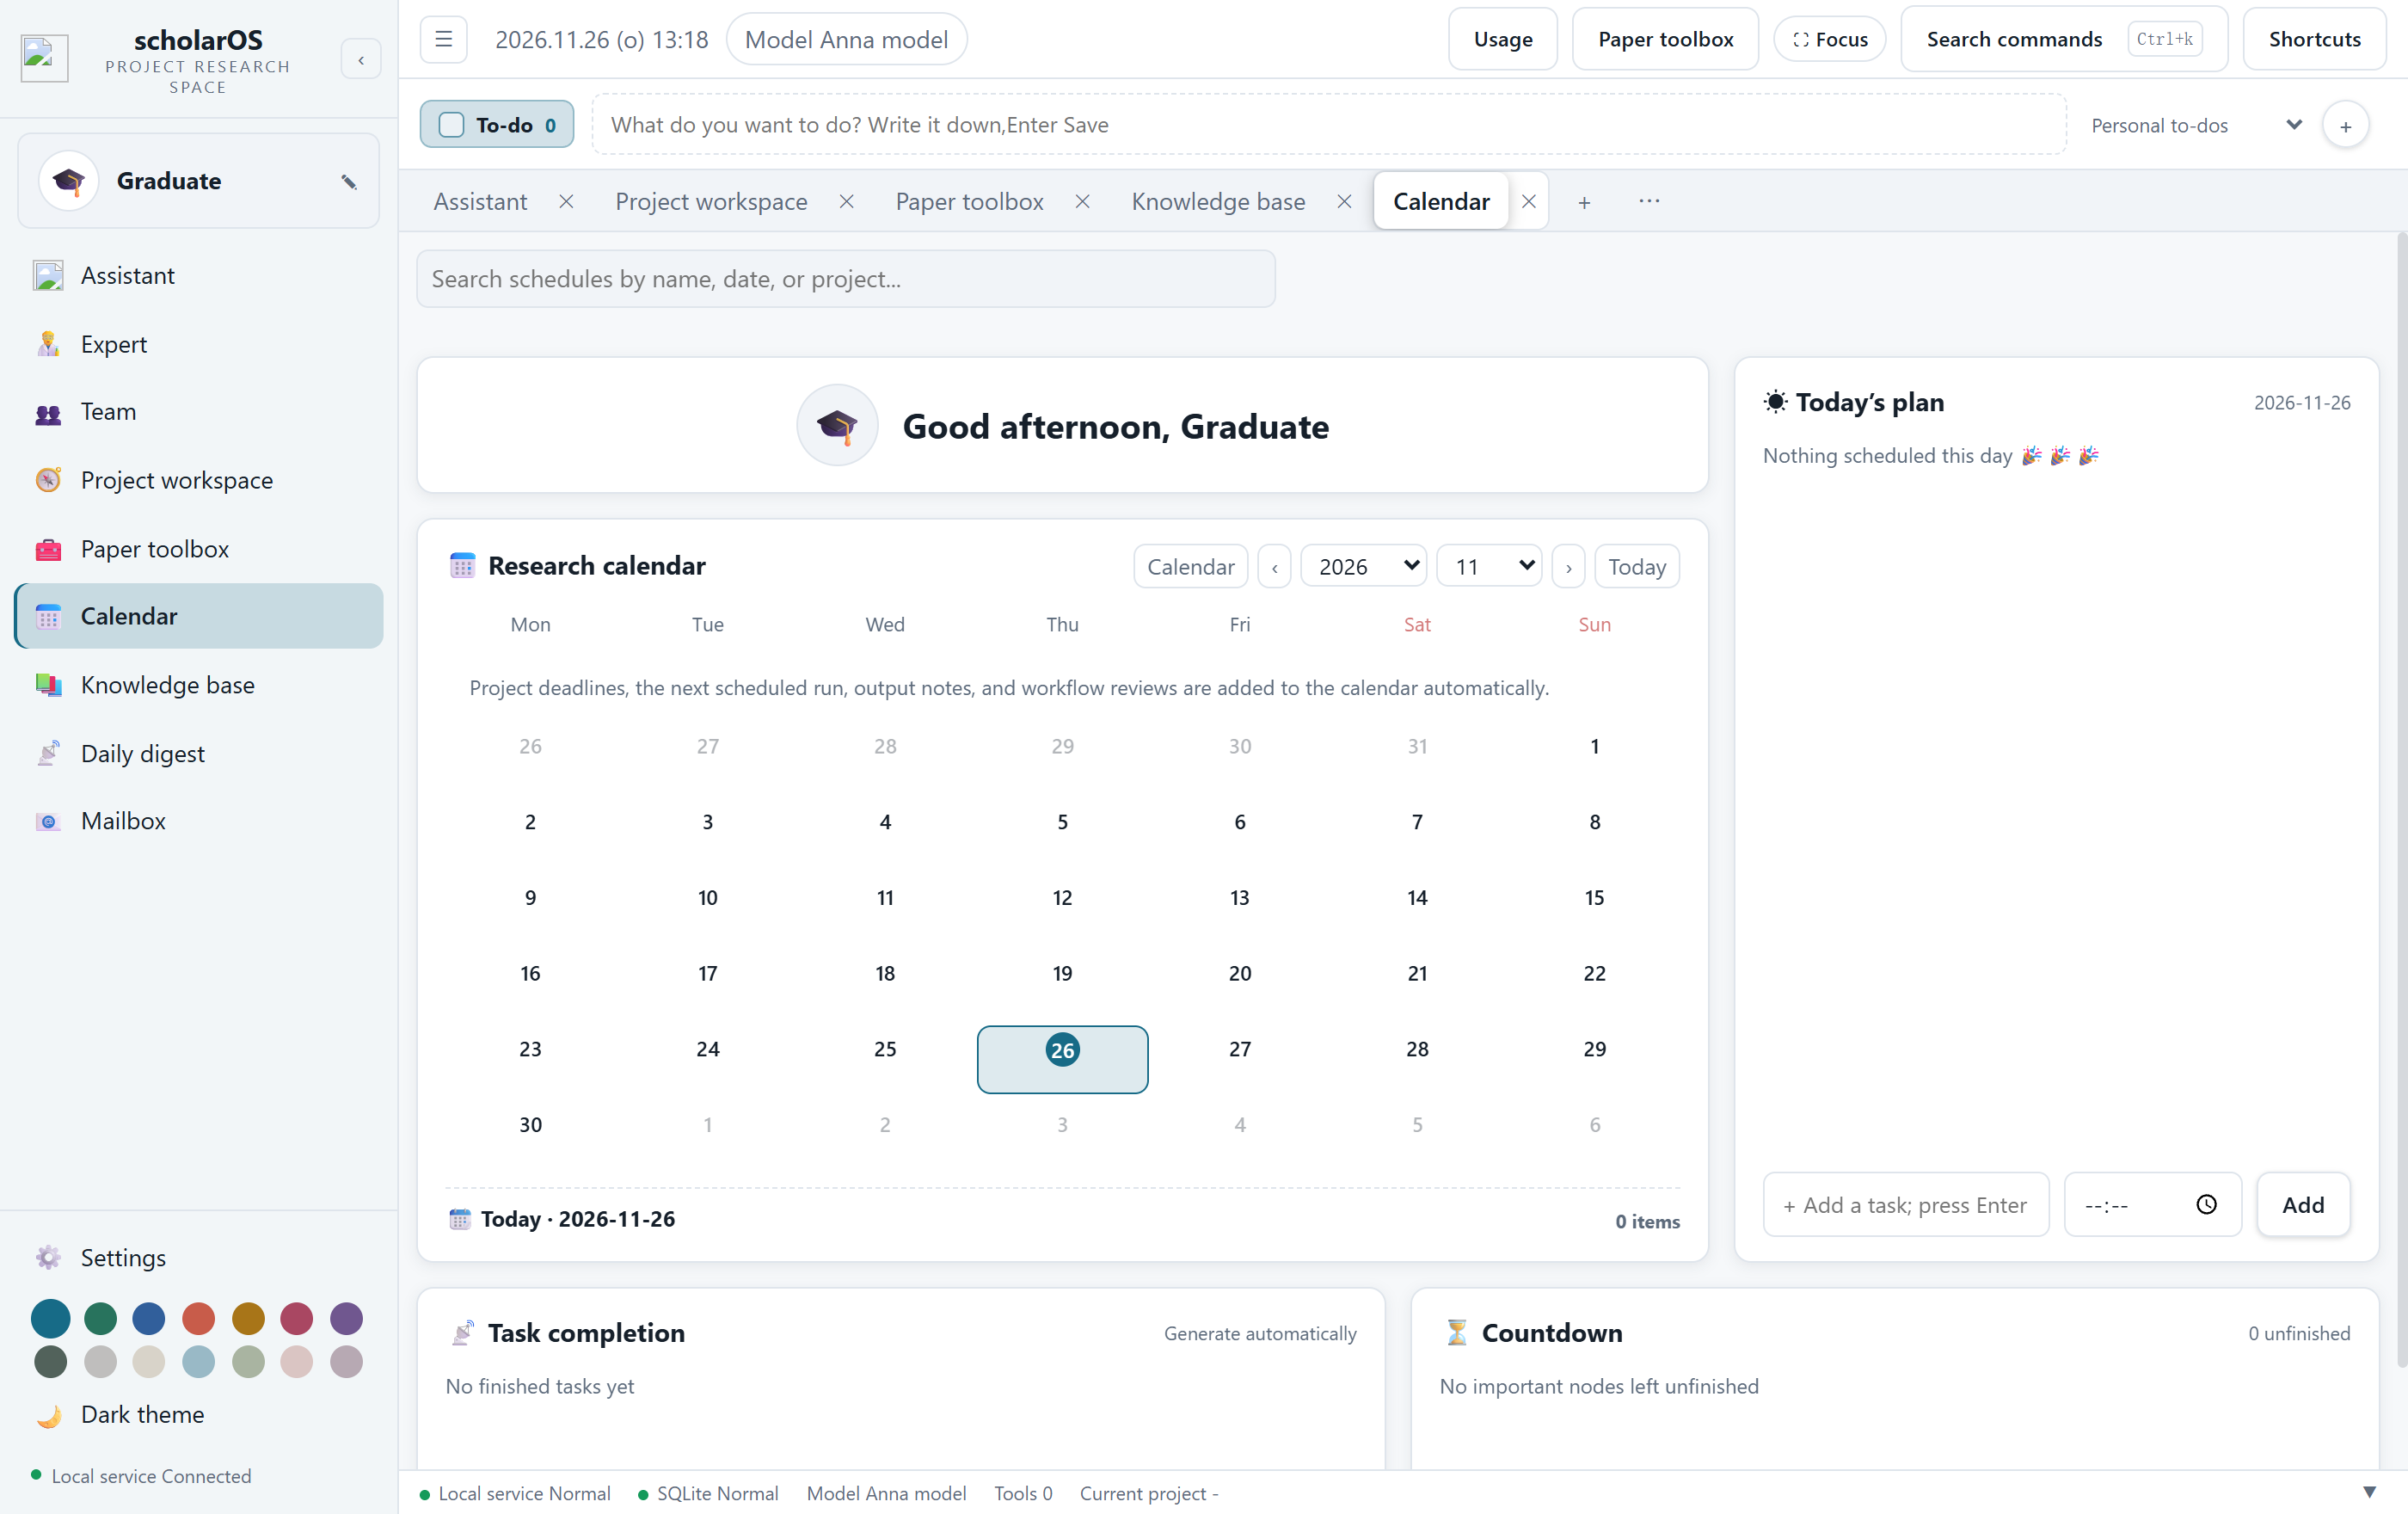 scholarOS
PROJECT RESEARCH
SPACE
‹
Graduate
Assistant
Expert
Team
Project workspace
Paper toolbox
Calendar
Knowledge base
Daily digest
Mailbox
Settings
Dark theme
Local service Connected
☰ 2026.11.26 (o) 13:18 Model Anna model Usage Paper toolbox Focus Search commands Ctrl+k Shortcuts
To-do 0 What do you want to do? Write it down,Enter Save Personal to-dos +
Assistant × Project workspace × Paper toolbox × Knowledge base × Calendar × + ···
Search schedules by name, date, or project...
Good afternoon, Graduate
Research calendar Calendar ‹ 2026 11 › Today
Mon Tue Wed Thu Fri Sat Sun
Project deadlines, the next scheduled run, output notes, and workflow reviews are added to the calendar automatically.
26 27 28 29 30 31 1
2 3 4 5 6 7 8
9 10 11 12 13 14 15
16 17 18 19 20 21 22
23 24 25 26 27 28 29
30 1 2 3 4 5 6
Today · 2026-11-26 0 items
Today’s plan 2026-11-26
Nothing scheduled this day 🎉 🎉 🎉
+ Add a task; press Enter --:-- Add
Task completion Generate automatically
No finished tasks yet
Countdown 0 unfinished
No important nodes left unfinished
Local service Normal SQLite Normal Model Anna model Tools 0 Current project - ▼